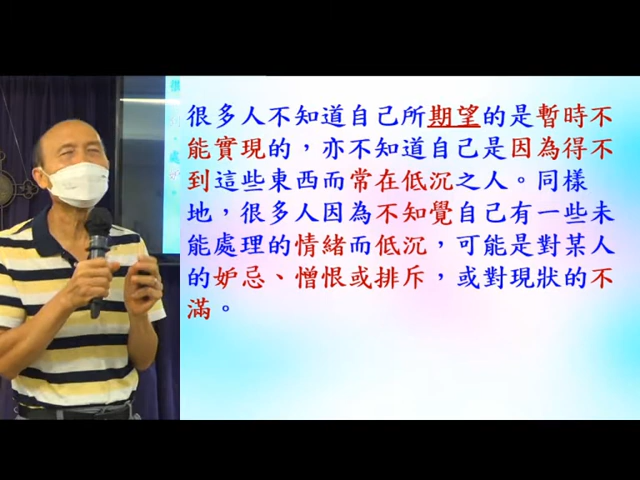 很多人不知道自己所期望的是暫時不
能實現的，亦不知道自己是因為得不
到這些東西而常在低沉之人。同樣
地，很多人因為不知覺自己有一些未
能處理的情緒而低沉，可能是對某人
的妒忌、憎恨或排斥，或對現狀的不
滿。